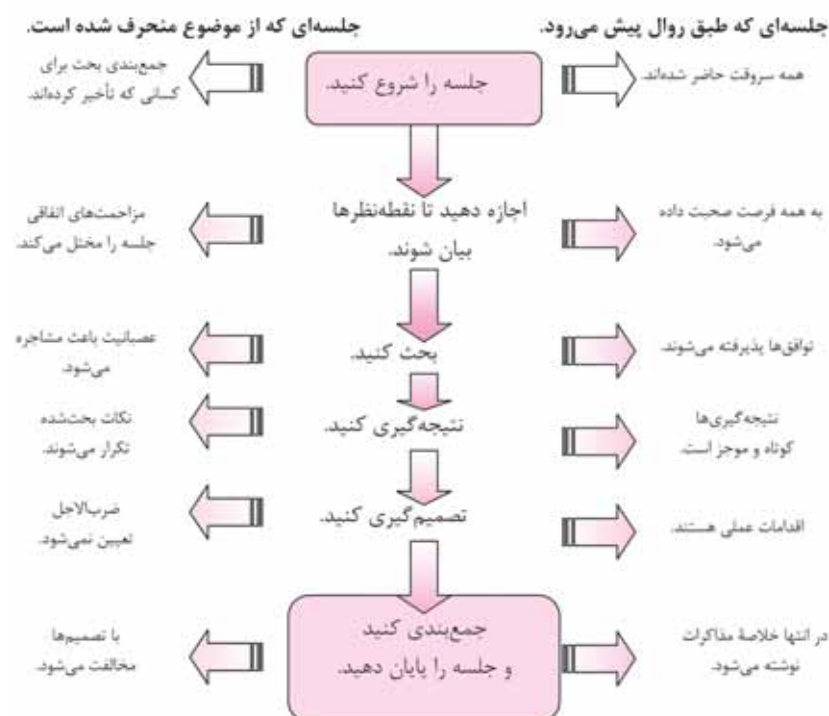 جلسه‌ای که طبق روال پیش می‌رود.
جلسه‌ای که از موضوع منحرف شده است.
همه سروقت حاضر شده‌اند
جلسه را شروع کنید.
جمع‌بندی بحث برای
کسانی که تأخیر کرده‌اند.
به همه فرصت صحبت داده
می‌شود.
اجازه دهید تا نقطه‌نظرها
بیان شوند.
مزاحمت‌های اتفاقی
جلسه را مختل می‌کند.
توافق‌ها پذیرفته می‌شوند.
بحث کنید.
عصبانیت باعث مشاجره
می‌شود.
نتیجه‌گیری‌ها
کوتاه و موجز است.
نتیجه‌گیری کنید.
نکات بحث‌شده
تکرار می‌شوند.
اقدامات عملی هستند.
تصمیم‌گیری کنید.
ضرب‌الاجل
تعیین نمی‌شود.
در انتها خلاصهٔ مذاکرات
نوشته می‌شود.
جمع‌بندی کنید
و جلسه را پایان دهید.
با تصمیم‌ها
مخالفت می‌شود.